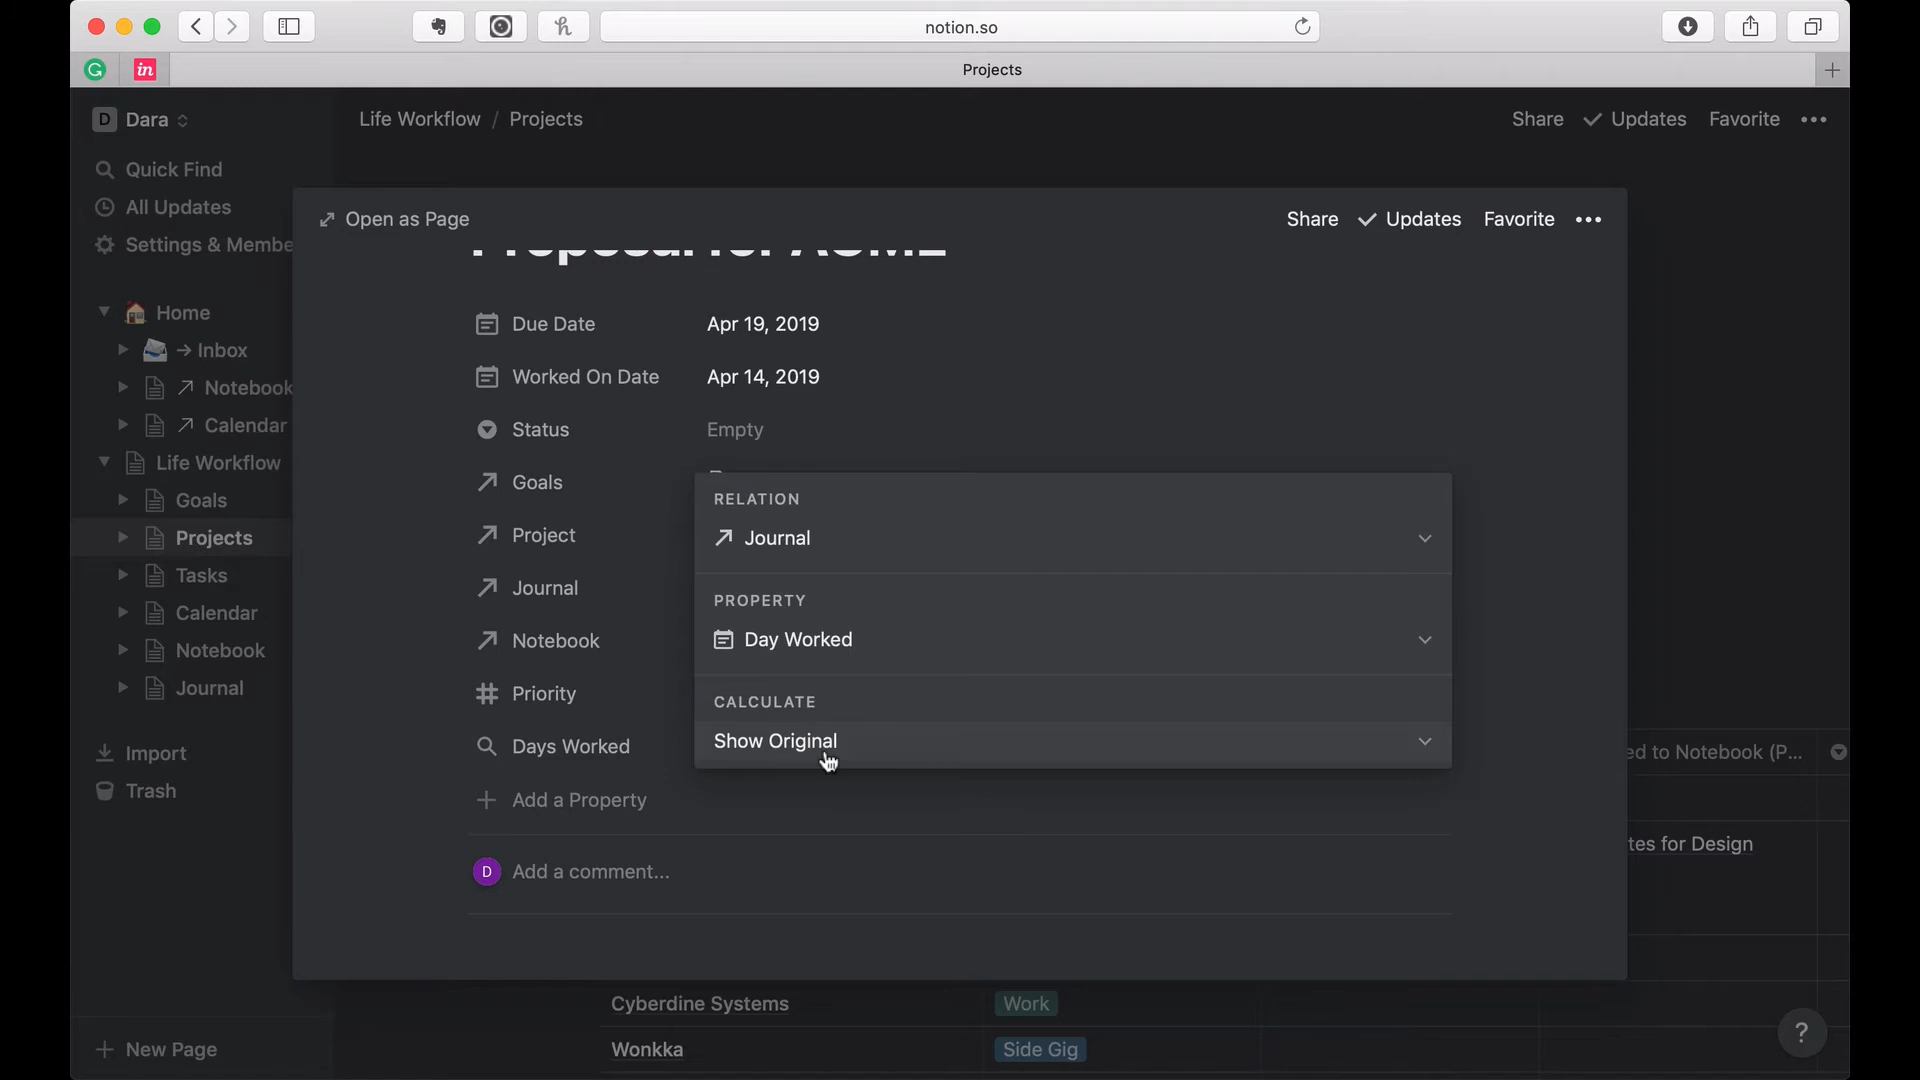 notion.so
Projects
D Dara
Life Workflow / Projects
Share Updates Favorite
Quick Find
All Updates
Settings & Membe
Home
→ Inbox
Notebook
Calendar
Life Workflow
Goals
Projects
Tasks
Calendar
Notebook
Journal
Import
Trash
New Page
Open as Page
Share Updates Favorite
Proposal for ACME
Due Date Apr 19, 2019
Worked On Date Apr 14, 2019
Status Empty
Goals
Project
Journal
Notebook
Priority
Days Worked
RELATION
Journal
PROPERTY
Day Worked
CALCULATE
Show Original
Add a Property
D Add a comment...
ed to Notebook (P...
tes for Design
Cyberdine Systems Work
Wonkka Side Gig
?